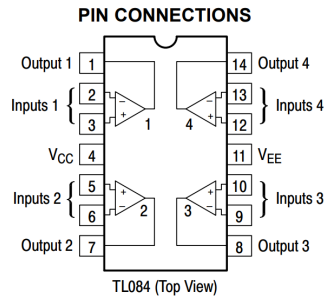 PIN CONNECTIONS
Output 1 1 14 Output 4
Inputs 1 2 − − 13 Inputs 4
3 + 1 4 + 12
VCC 4 11 VEE
Inputs 2 5 − − 10 Inputs 3
6 + 2 3 + 9
Output 2 7 8 Output 3
TL084 (Top View)